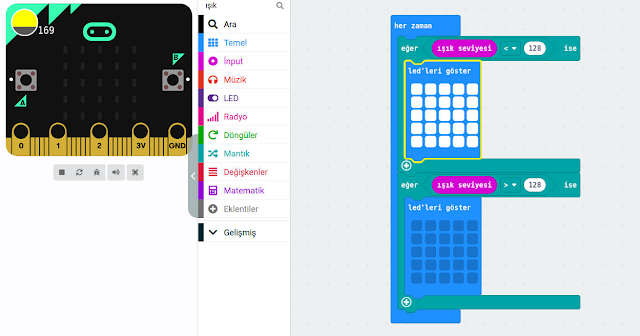 169
B
A
0 1 2 3V GND
ışık
Ara
Temel
Input
Müzik
LED
Radyo
Döngüler
Mantık
Değişkenler
Matematik
Eklentiler
Gelişmiş
her zaman
eğer ışık seviyesi < 128 ise
led'leri göster
eğer ışık seviyesi > 128 ise
led'leri göster